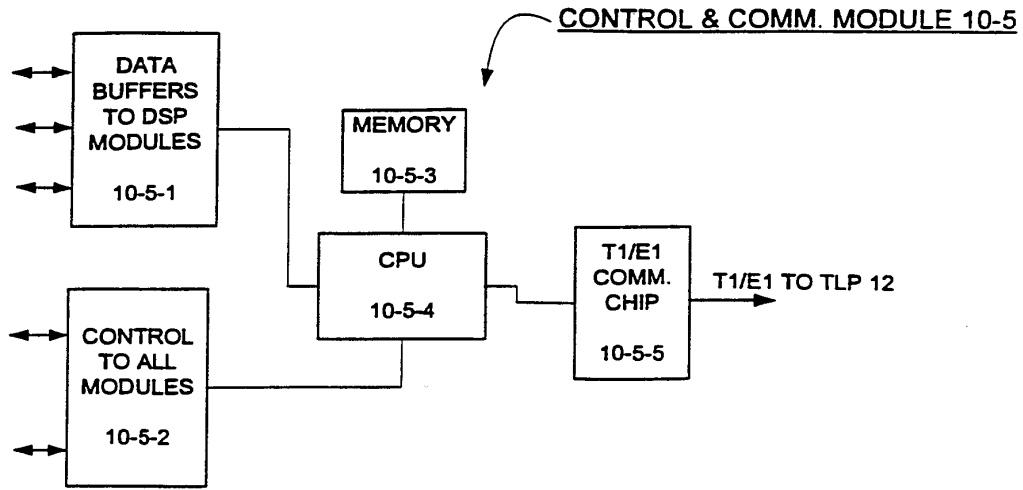 CONTROL & COMM. MODULE 10-5
DATA
BUFFERS
TO DSP
MODULES
10-5-1
MEMORY
10-5-3
CPU
10-5-4
T1/E1
COMM.
CHIP
10-5-5
T1/E1 TO TLP 12
CONTROL
TO ALL
MODULES
10-5-2